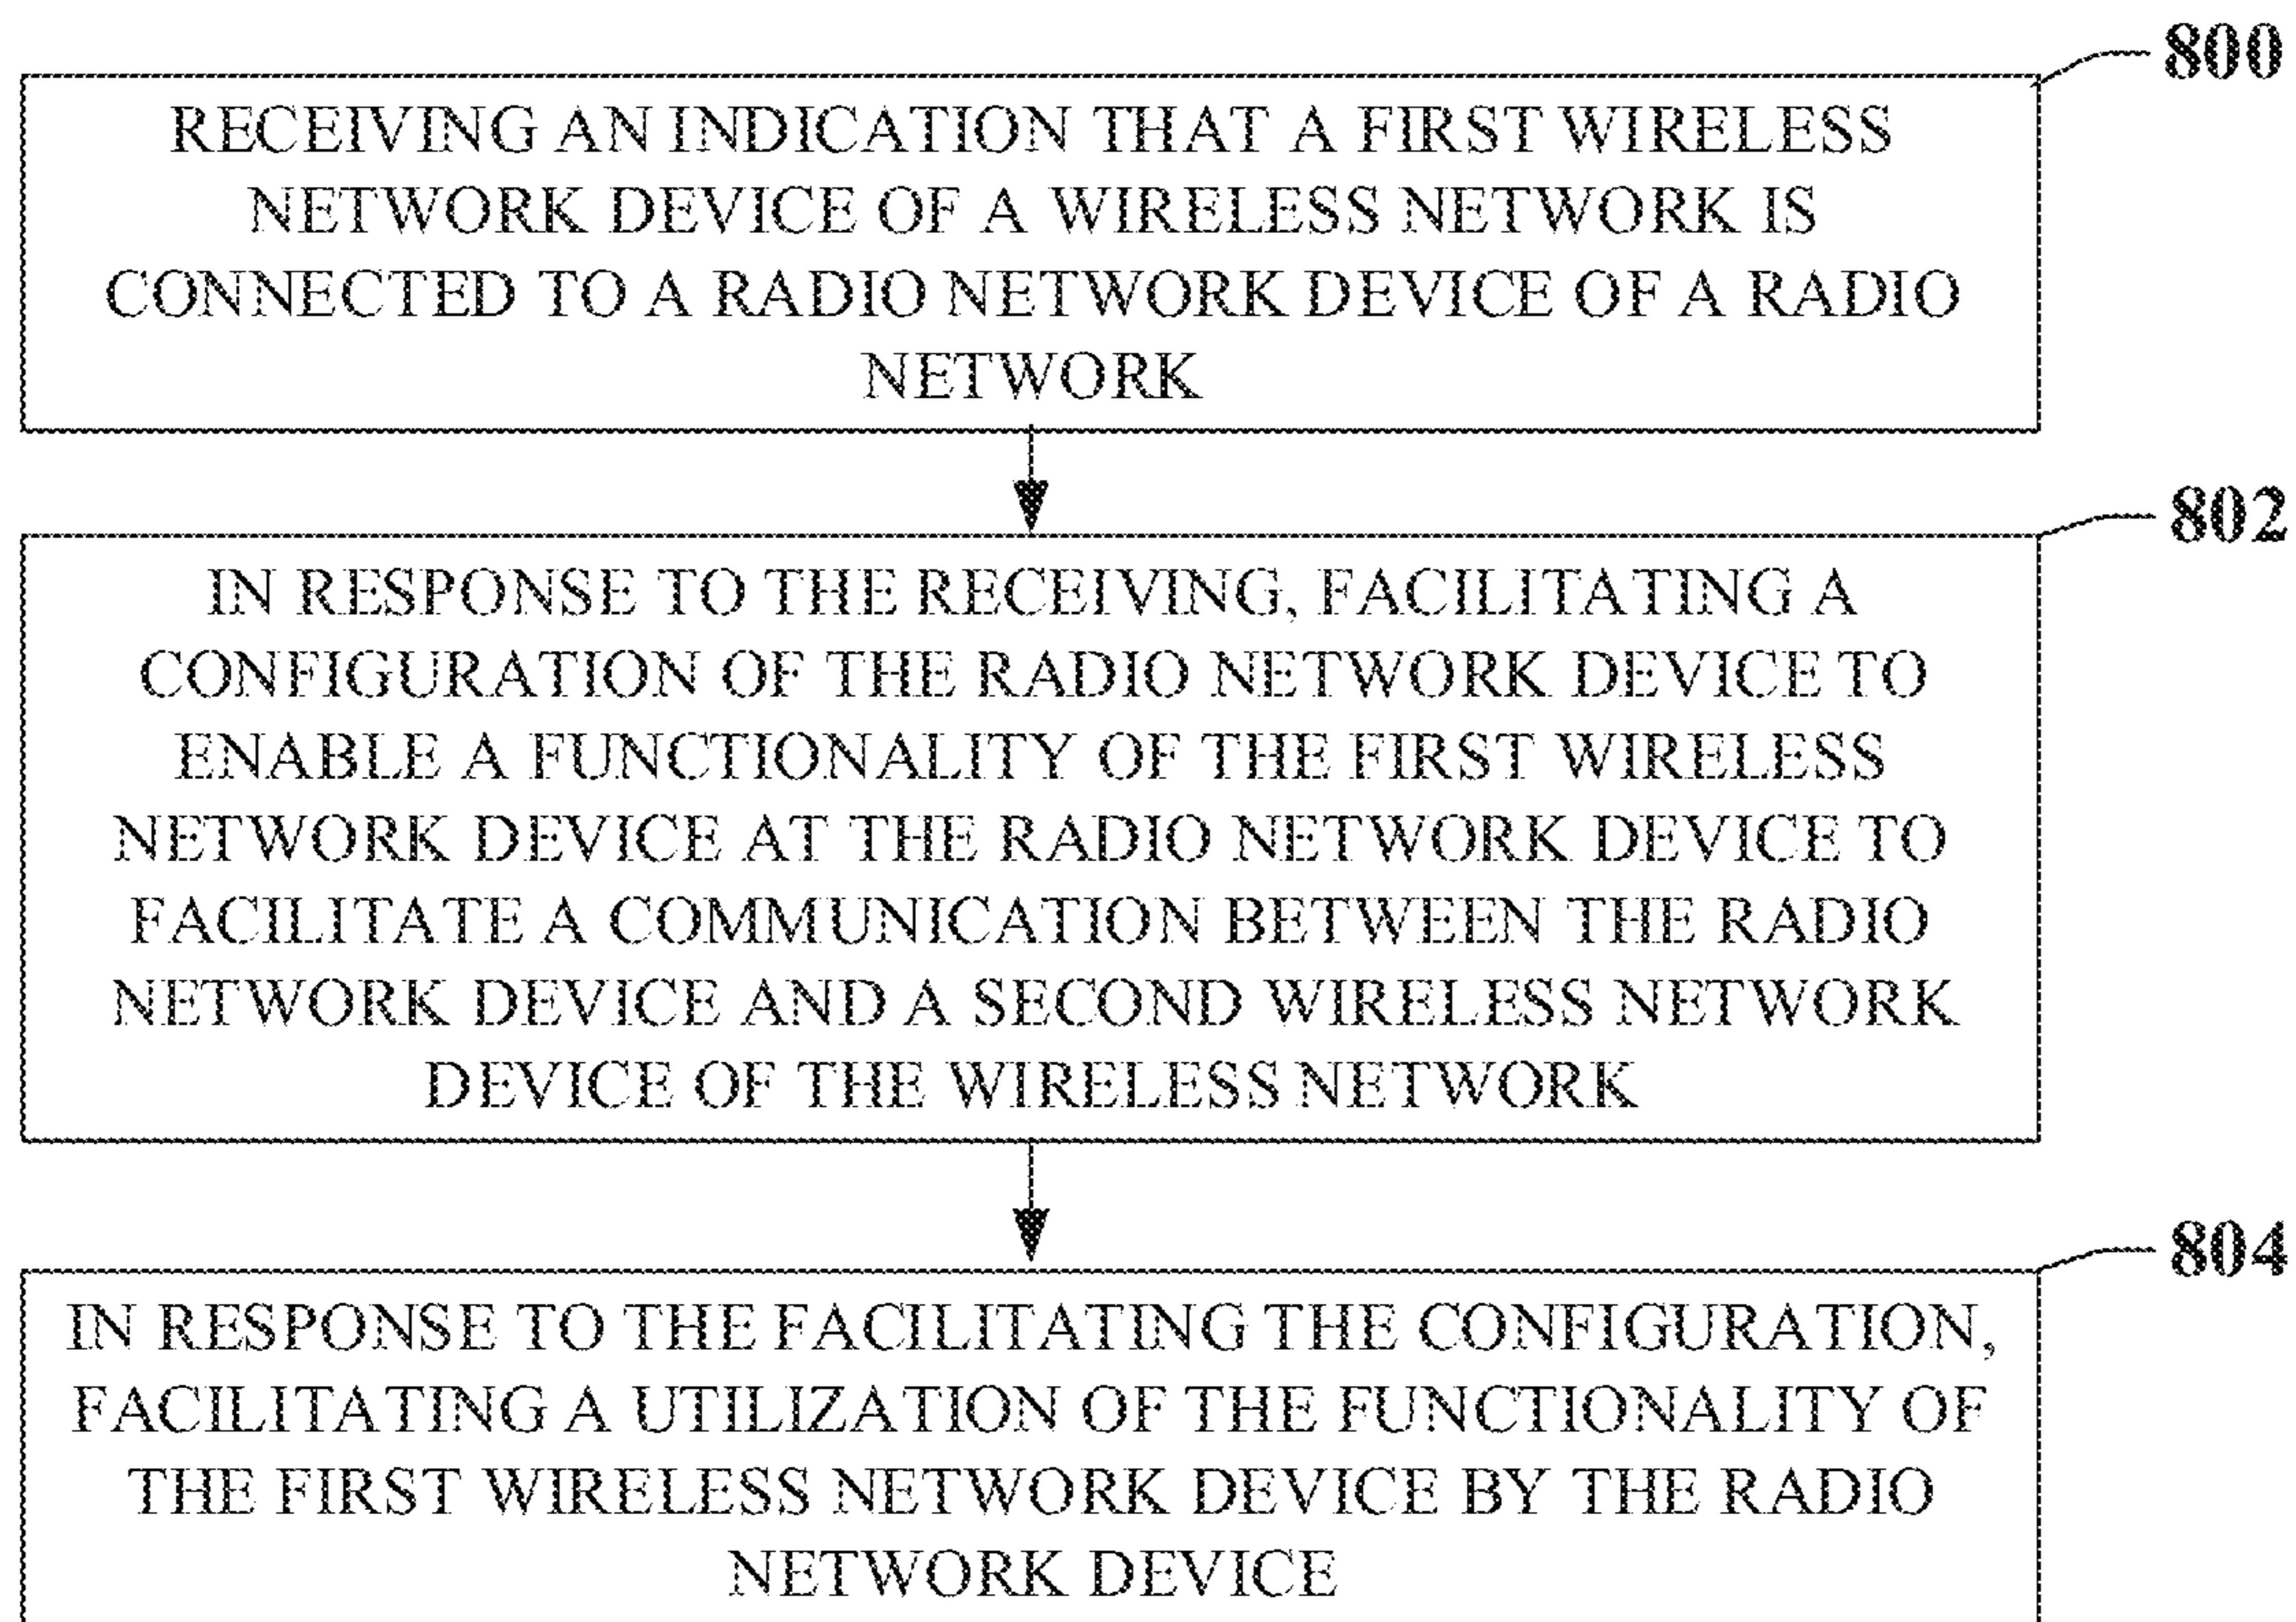 800
RECEIVING AN INDICATION THAT A FIRST WIRELESS
NETWORK DEVICE OF A WIRELESS NETWORK IS
CONNECTED TO A RADIO NETWORK DEVICE OF A RADIO
NETWORK
802
IN RESPONSE TO THE RECEIVING, FACILITATING A
CONFIGURATION OF THE RADIO NETWORK DEVICE TO
ENABLE A FUNCTIONALITY OF THE FIRST WIRELESS
NETWORK DEVICE AT THE RADIO NETWORK DEVICE TO
FACILITATE A COMMUNICATION BETWEEN THE RADIO
NETWORK DEVICE AND A SECOND WIRELESS NETWORK
DEVICE OF THE WIRELESS NETWORK
804
IN RESPONSE TO THE FACILITATING THE CONFIGURATION,
FACILITATING A UTILIZATION OF THE FUNCTIONALITY OF
THE FIRST WIRELESS NETWORK DEVICE BY THE RADIO
NETWORK DEVICE